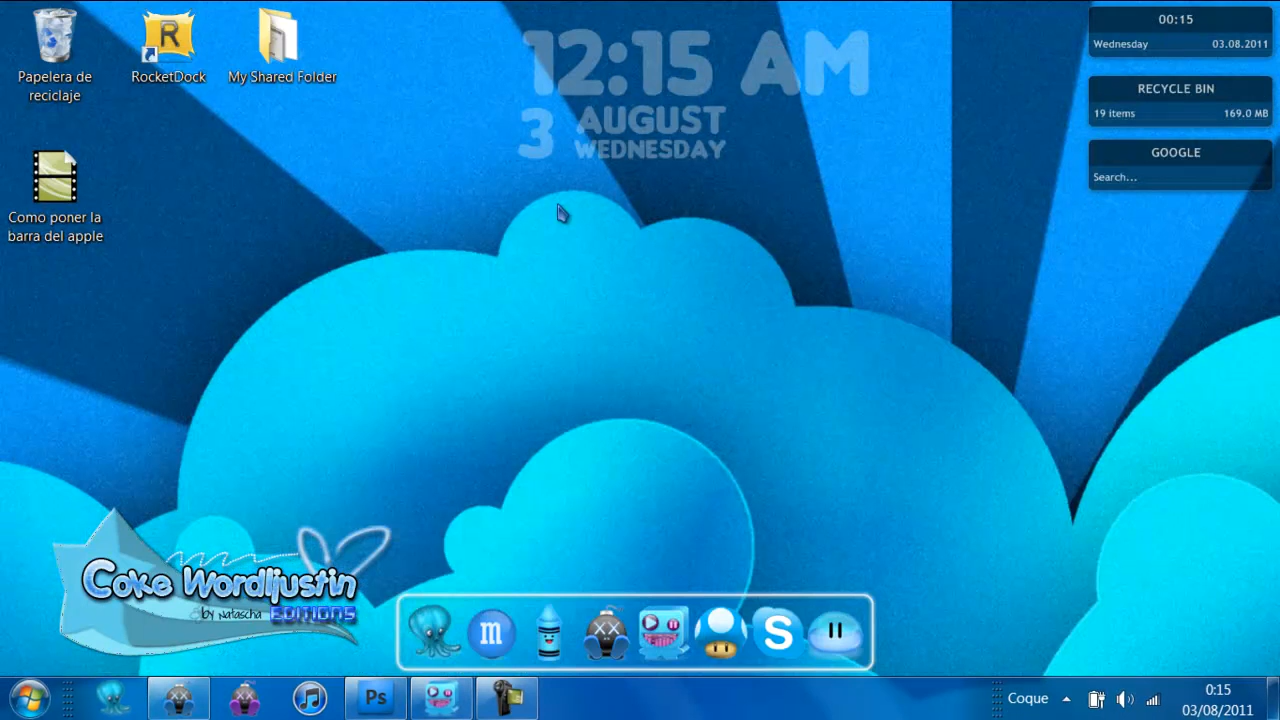 Papelera de
reciclaje
RocketDock
My Shared Folder
Como poner la
barra del apple
12:15 AM
3
AUGUST
WEDNESDAY
00:15
Wednesday 03.08.2011
RECYCLE BIN
19 items 169.0 MB
GOOGLE
Search...
Coke Wordljustin
by Natascha EDITIONS
R
m
S
Ps
Coque
0:15
03/08/2011